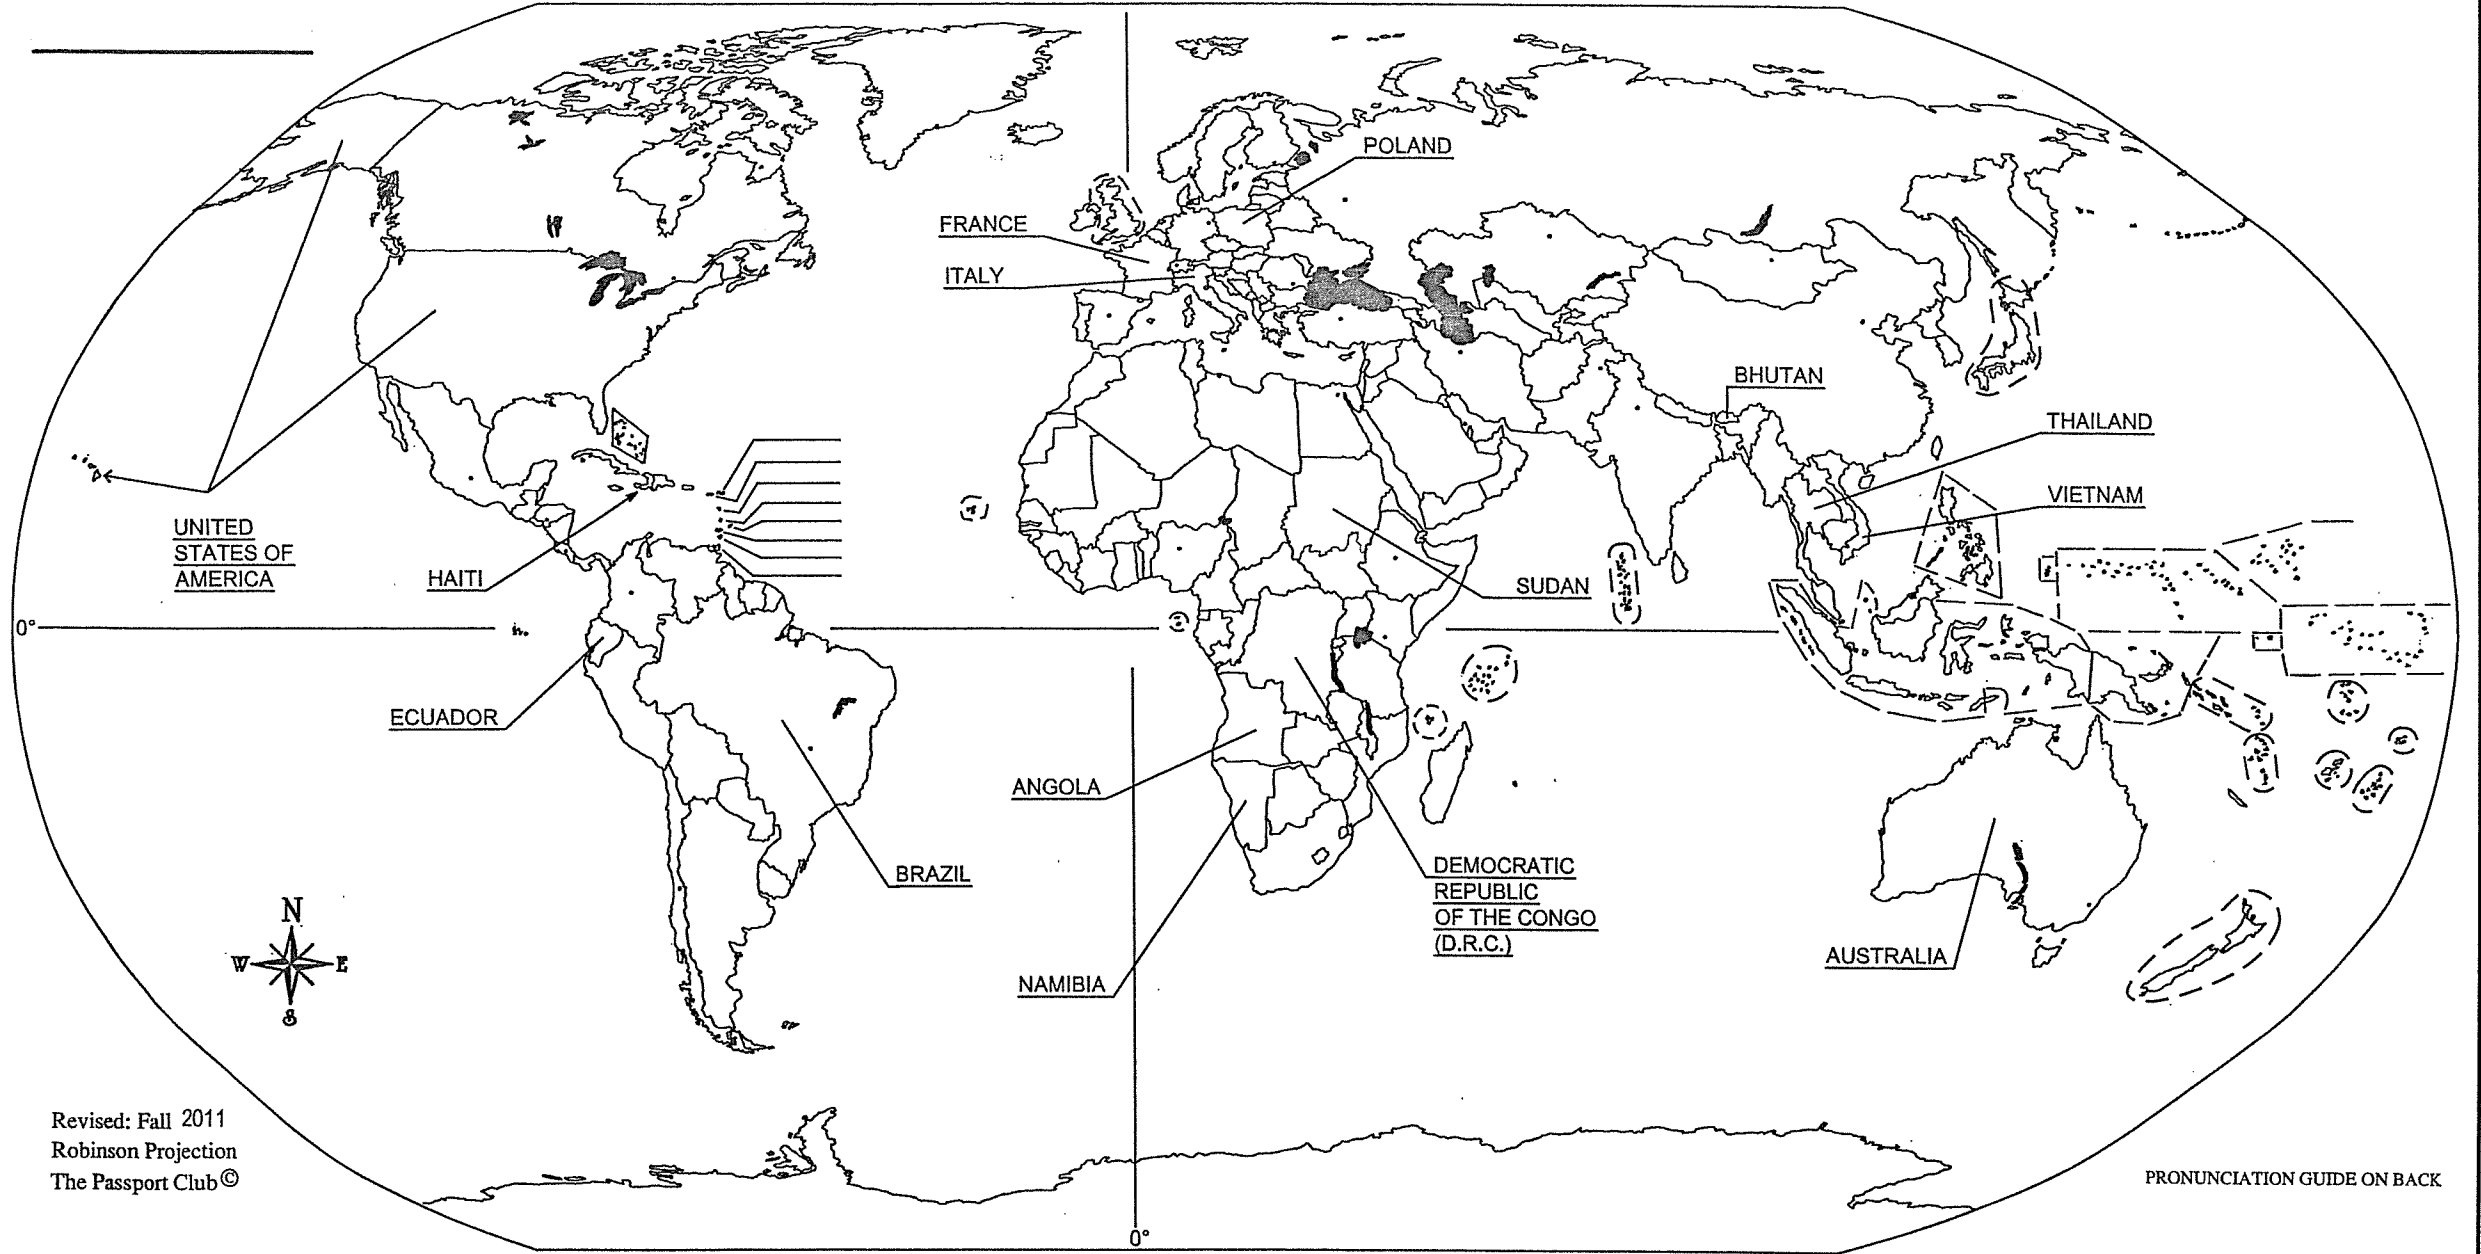 POLAND
FRANCE
ITALY
BHUTAN
THAILAND
VIETNAM
UNITED
STATES OF
AMERICA
HAITI
SUDAN
0°
ECUADOR
ANGOLA
BRAZIL
DEMOCRATIC
REPUBLIC
OF THE CONGO
(D.R.C.)
AUSTRALIA
NAMIBIA
N
W E
S
Revised: Fall 2011
Robinson Projection
The Passport Club©
PRONUNCIATION GUIDE ON BACK
0°